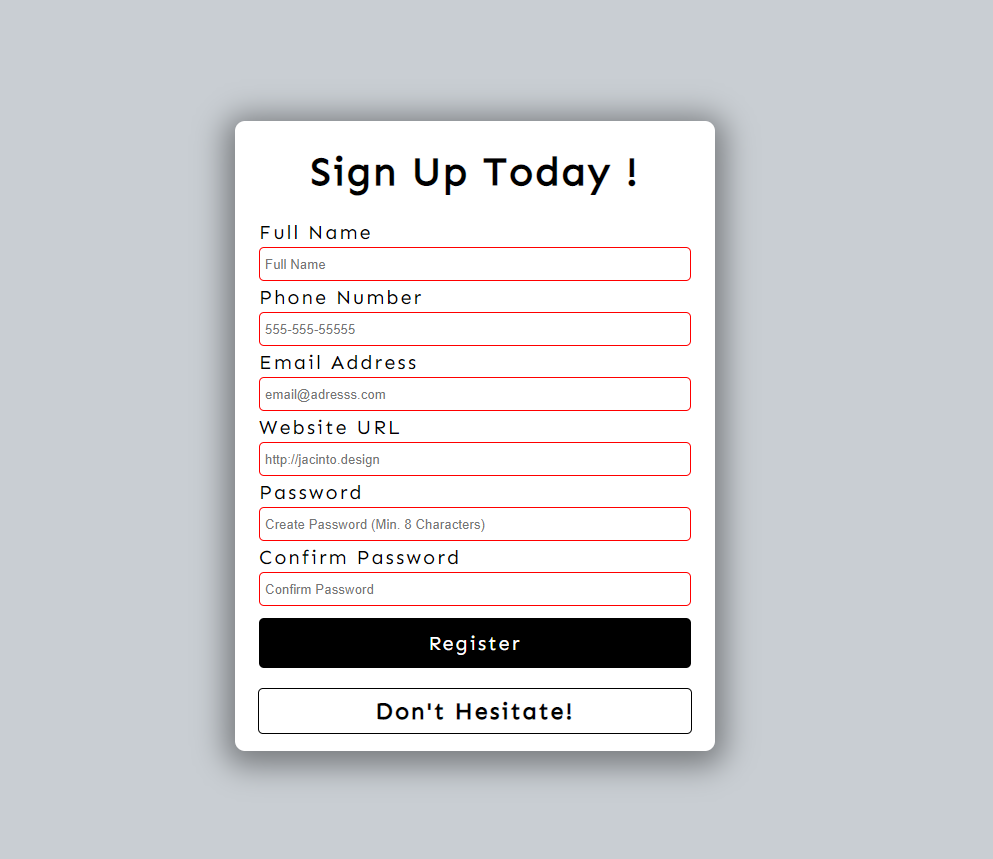 Sign Up Today !
Full Name
Full Name
Phone Number
555-555-55555
Email Address
email@adresss.com
Website URL
http://jacinto.design
Password
Create Password (Min. 8 Characters)
Confirm Password
Confirm Password
Register
Don't Hesitate!